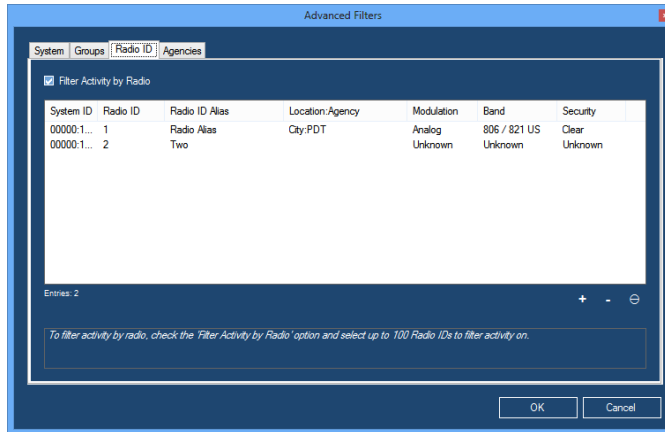 Advanced Filters
System Groups Radio ID Agencies
Filter Activity by Radio
System ID Radio ID Radio ID Alias Location:Agency Modulation Band Security
00000:1... 1 Radio Alias City:PDT Analog 806 / 821 US Clear
00000:1... 2 Two Unknown Unknown Unknown
Entries: 2
+ -
To filter activity by radio, check the 'Filter Activity by Radio' option and select up to 100 Radio IDs to filter activity on.
OK Cancel